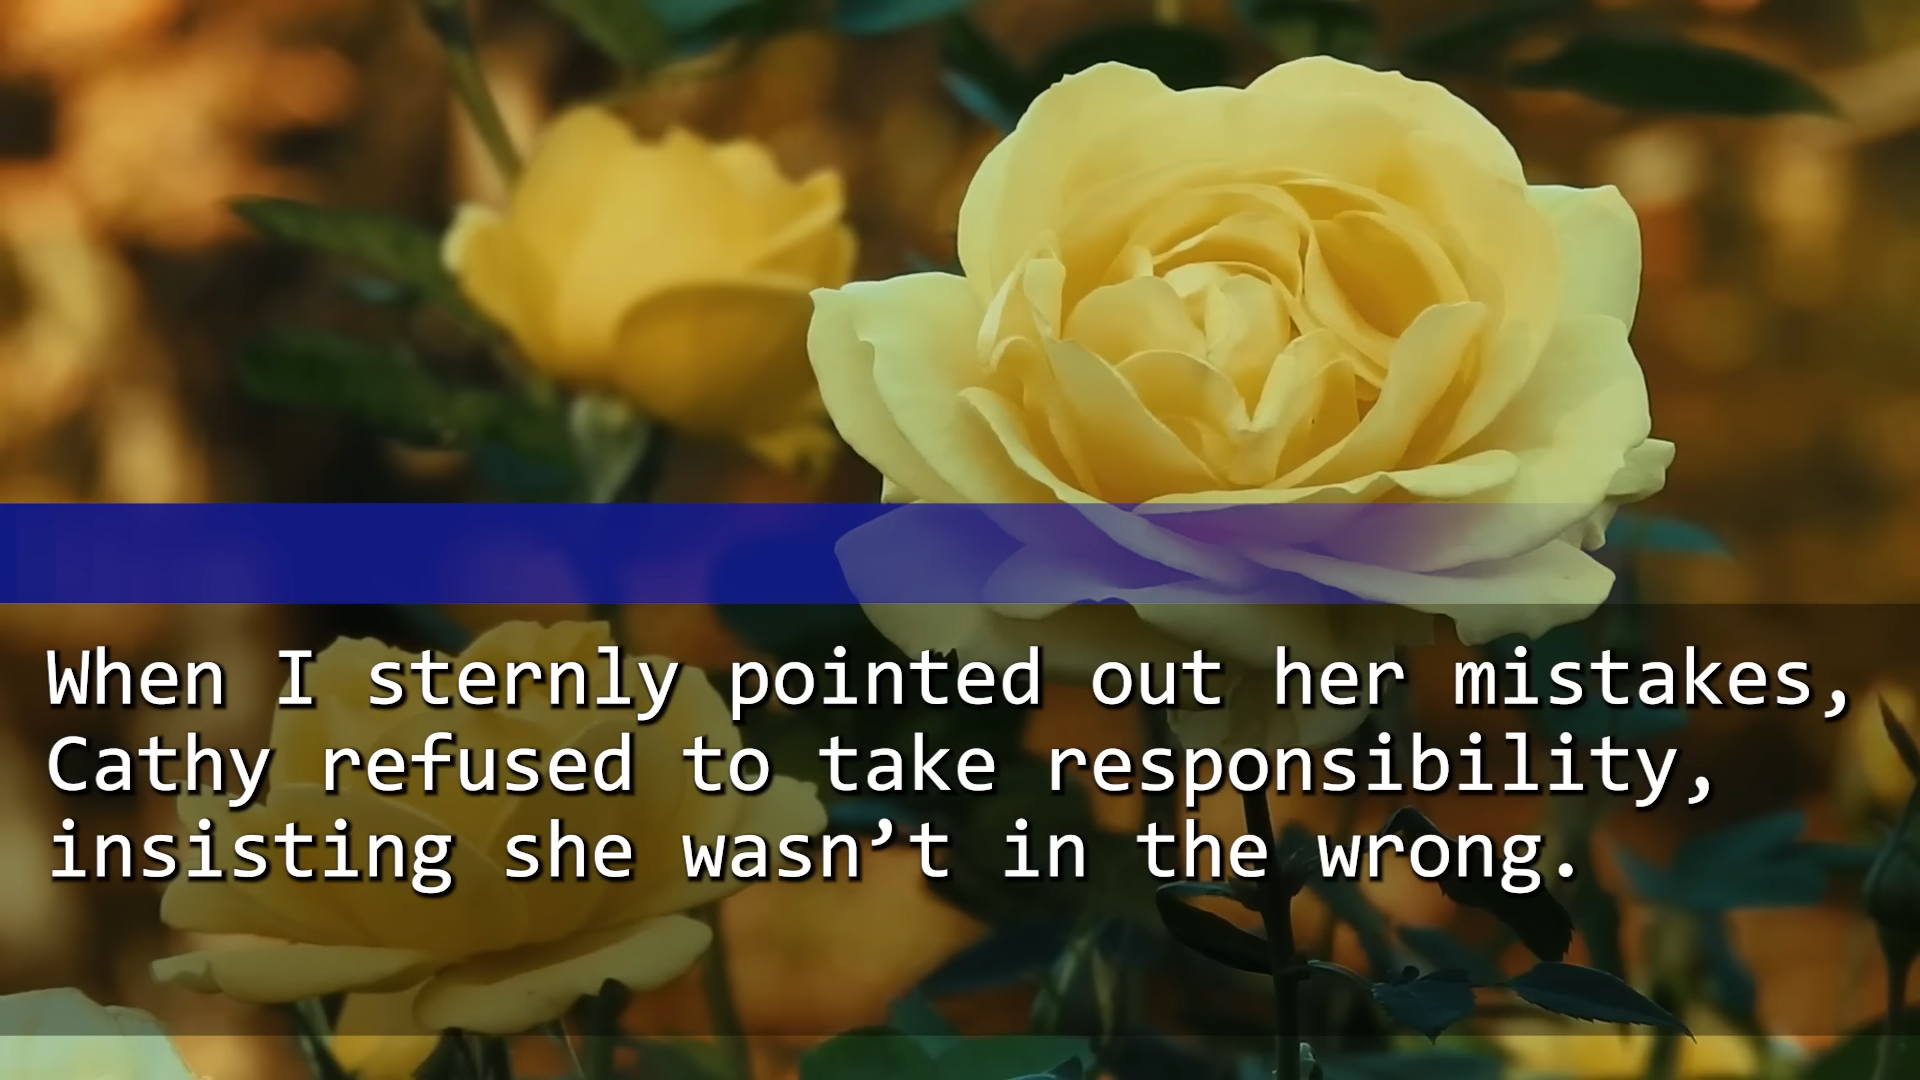 When I sternly pointed out her mistakes,
Cathy refused to take responsibility,
insisting she wasn’t in the wrong.